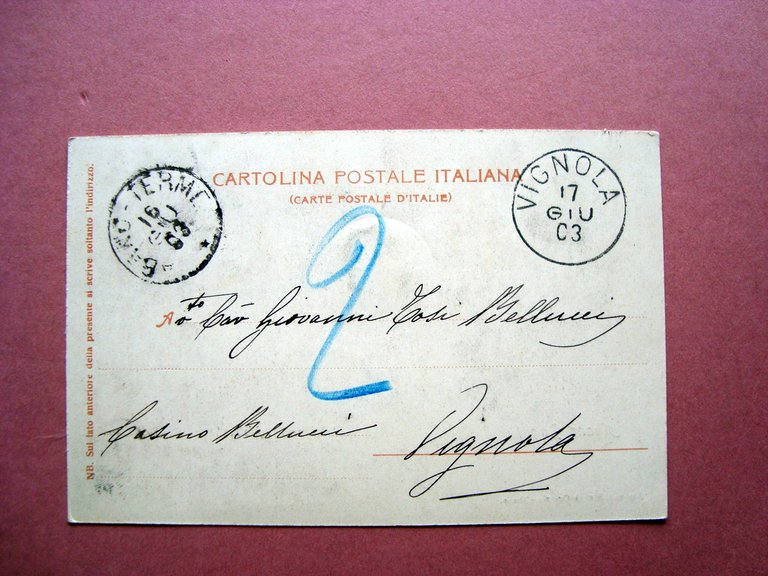 CARTOLINA POSTALE ITALIANA
(CARTE POSTALE D'ITALIE)
VIGNOLA
17
GIU
03
TERME
16
A Cav Giovanni Tosi Bellucci
Casino Bellucci
Vignola
2
NB. Sul lato anteriore della presente si scrive soltanto l'indirizzo.